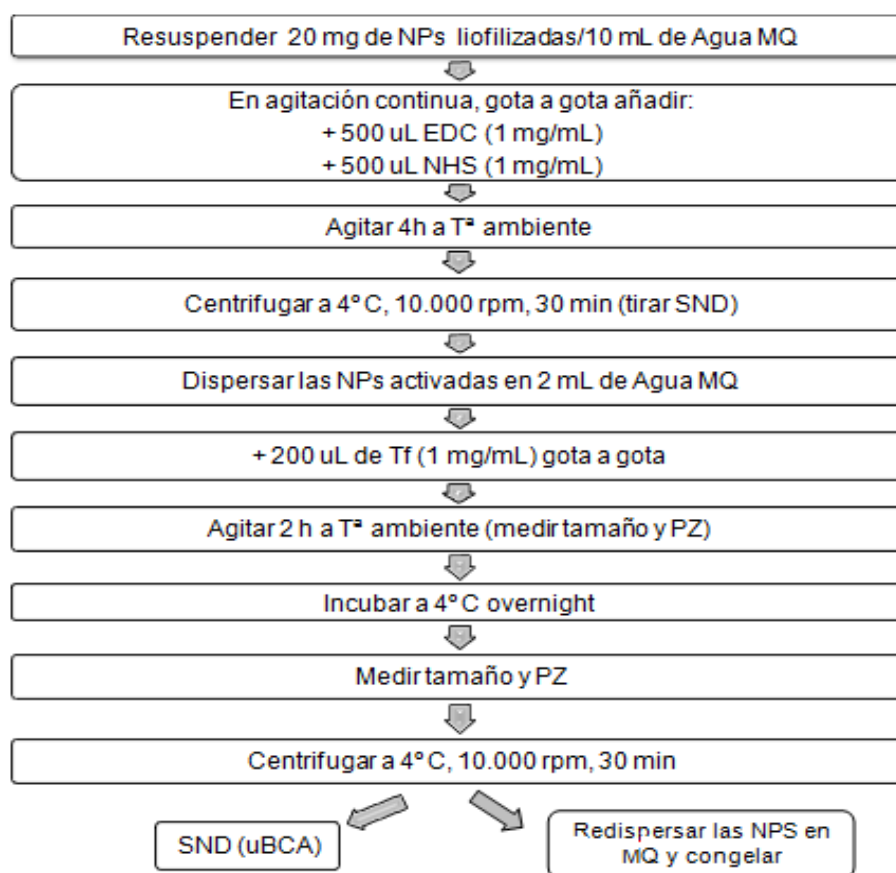 Resuspender 20 mg de NPs liofilizadas/10 mL de Agua MQ
En agitación continua, gota a gota añadir:
+ 500 uL EDC (1 mg/mL)
+ 500 uL NHS (1 mg/mL)
Agitar 4h a Tª ambiente
Centrifugar a 4º C, 10.000 rpm, 30 min (tirar SND)
Dispersar las NPs activadas en 2 mL de Agua MQ
+ 200 uL de Tf (1 mg/mL) gota a gota
Agitar 2 h a Tª ambiente (medir tamaño y PZ)
Incubar a 4º C overnight
Medir tamaño y PZ
Centrifugar a 4º C, 10.000 rpm, 30 min
SND (uBCA)
Redispersar las NPS en
MQ y congelar